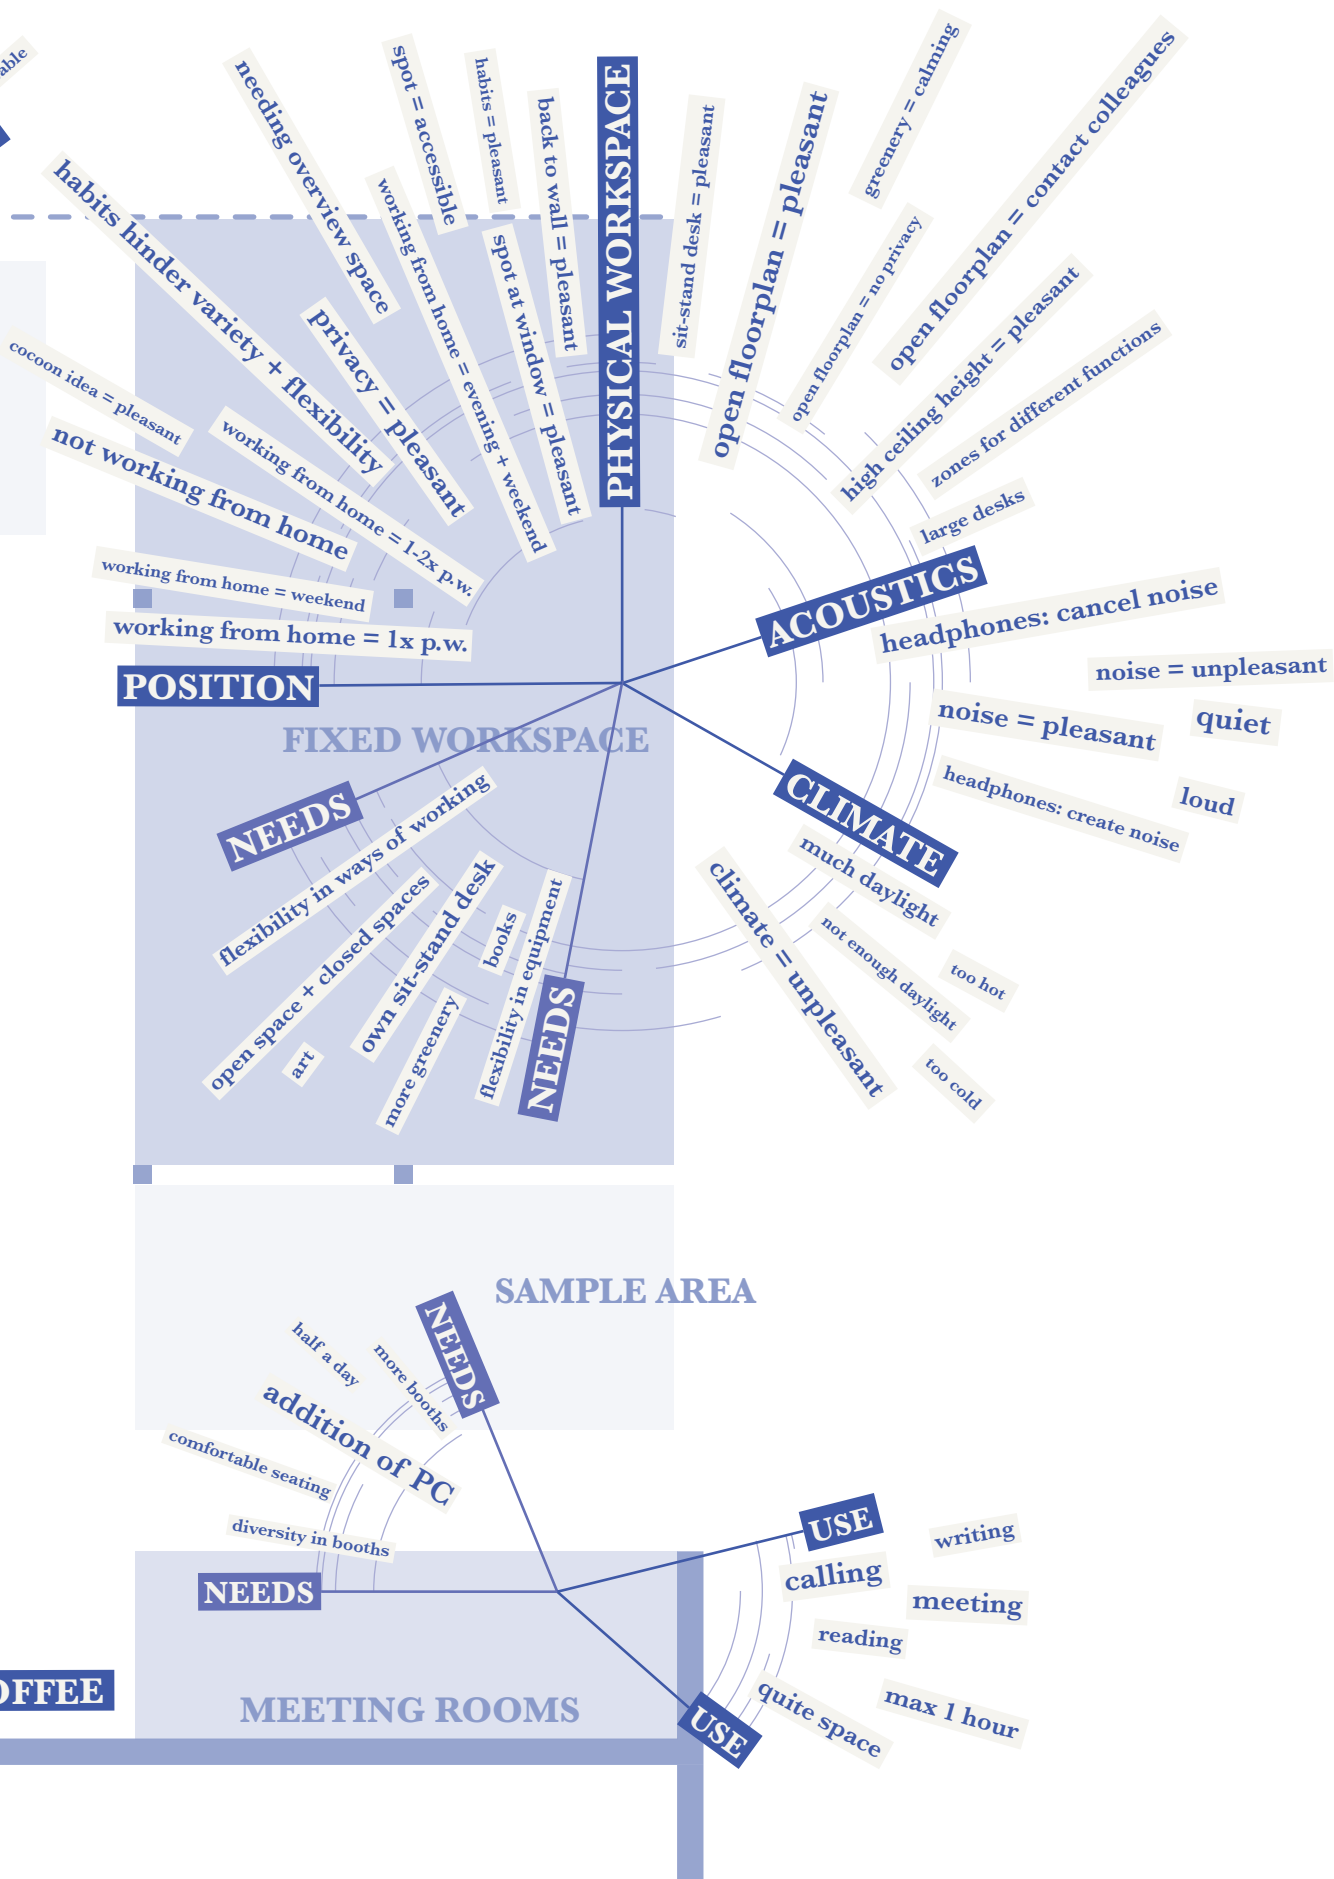 able
needing overview space
spot = accessible
habits = pleasant
back to wall = pleasant
PHYSICAL WORKSPACE
sit-stand desk = pleasant
open floorplan = pleasant
greenery = calming
open floorplan = contact colleagues
habits hinder variety + flexibility
privacy = pleasant
working from home = evening + weekend
spot at window = pleasant
open floorplan = no privacy
high ceiling height = pleasant
zones for different functions
cocoon idea = pleasant
not working from home
working from home = 1-2x p.w.
large desks
working from home = weekend
working from home = 1x p.w.
ACOUSTICS
headphones: cancel noise
noise = unpleasant
POSITION
noise = pleasant
quiet
FIXED WORKSPACE
headphones: create noise
loud
NEEDS
CLIMATE
flexibility in ways of working
open space + closed spaces
own sit-stand desk
books
flexibility in equipment
art
more greenery
NEEDS
much daylight
climate = unpleasant
not enough daylight
too hot
too cold
SAMPLE AREA
NEEDS
half a day
more booths
addition of PC
comfortable seating
diversity in booths
NEEDS
USE
writing
calling
meeting
reading
OFFEE
MEETING ROOMS
USE
quite space
max 1 hour